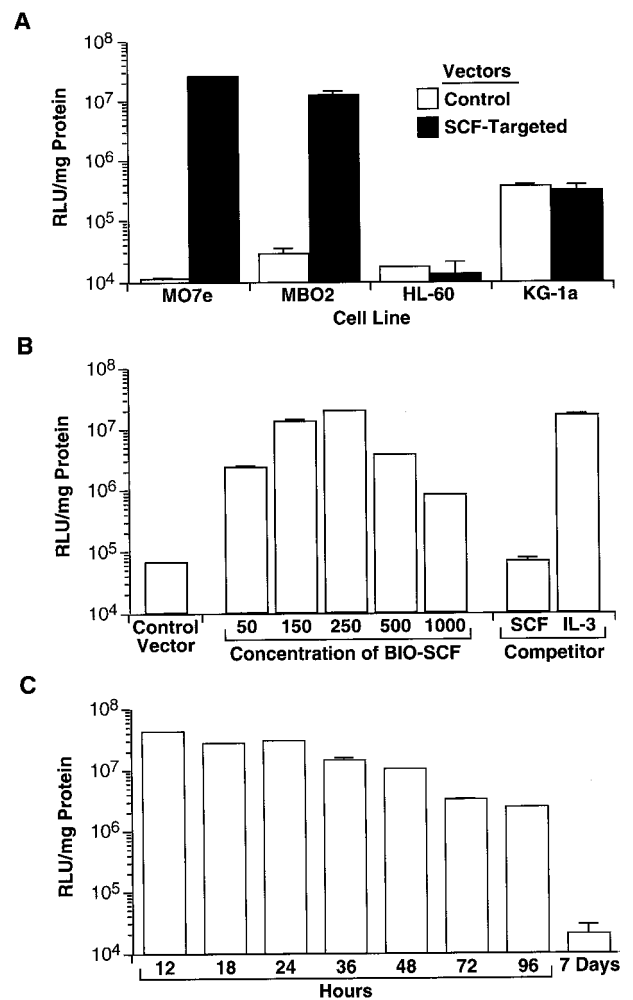 A
10⁸
10⁷
10⁶
10⁵
10⁴
RLU/mg Protein
Vectors
Control
SCF-Targeted
MO7e MBO2 HL-60 KG-1a
Cell Line
B
10⁸
10⁷
10⁶
10⁵
10⁴
RLU/mg Protein
Control
Vector
50 150 250 500 1000
Concentration of BIO-SCF
SCF IL-3
Competitor
C
10⁸
10⁷
10⁶
10⁵
10⁴
RLU/mg Protein
12 18 24 36 48 72 96 7 Days
Hours